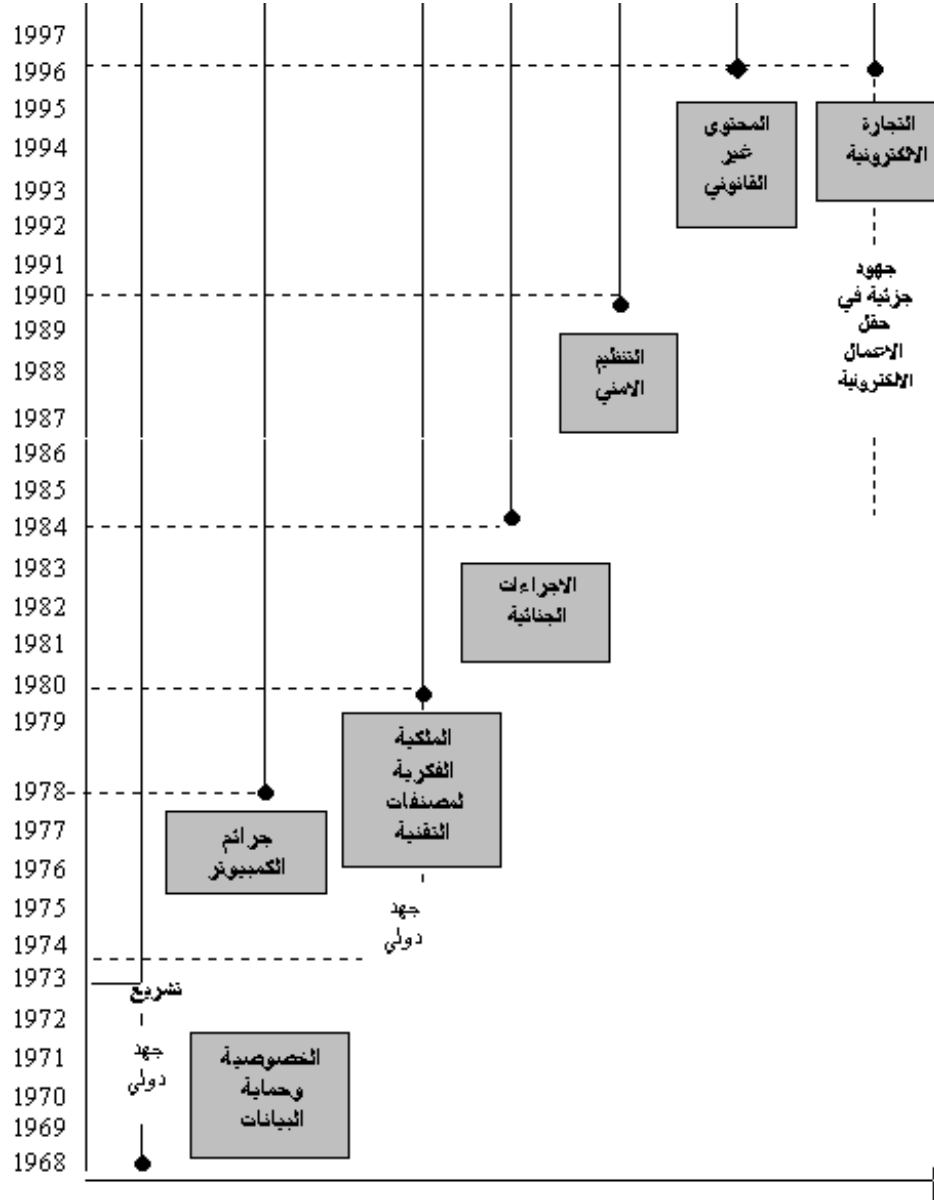 1997
1996
1995
1994
1993
1992
1991
1990
1989
1988
1987
1986
1985
1984
1983
1982
1981
1980
1979
1978
1977
1976
1975
1974
1973
1972
1971
1970
1969
1968
التجارة
الالكترونية
المحتوى
غير
القانوني
جهود
جزئية في
حقل
الاعمال
الالكترونية
التنظيم
الامني
الاجراءات
الجنائية
الملكية
الفكرية
لمصنفات
التقنية
جرائم
الكمبيوتر
جهد
دولي
تشريع
جهد
دولي
الخصوصية
وحماية
البيانات